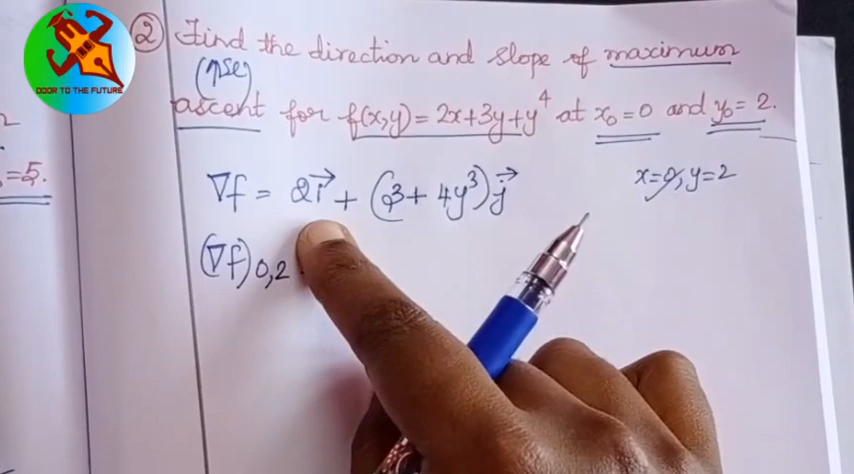 DOOR TO THE FUTURE
② Find the direction and slope of maximum
(rise)
ascent for f(x,y) = 2x+3y+y⁴ at x₀ = 0 and y₀ = 2.
= 5.
∇f = 2i⃗ + (3 + 4y³) j⃗
x=0, y=2
(∇f)0,2